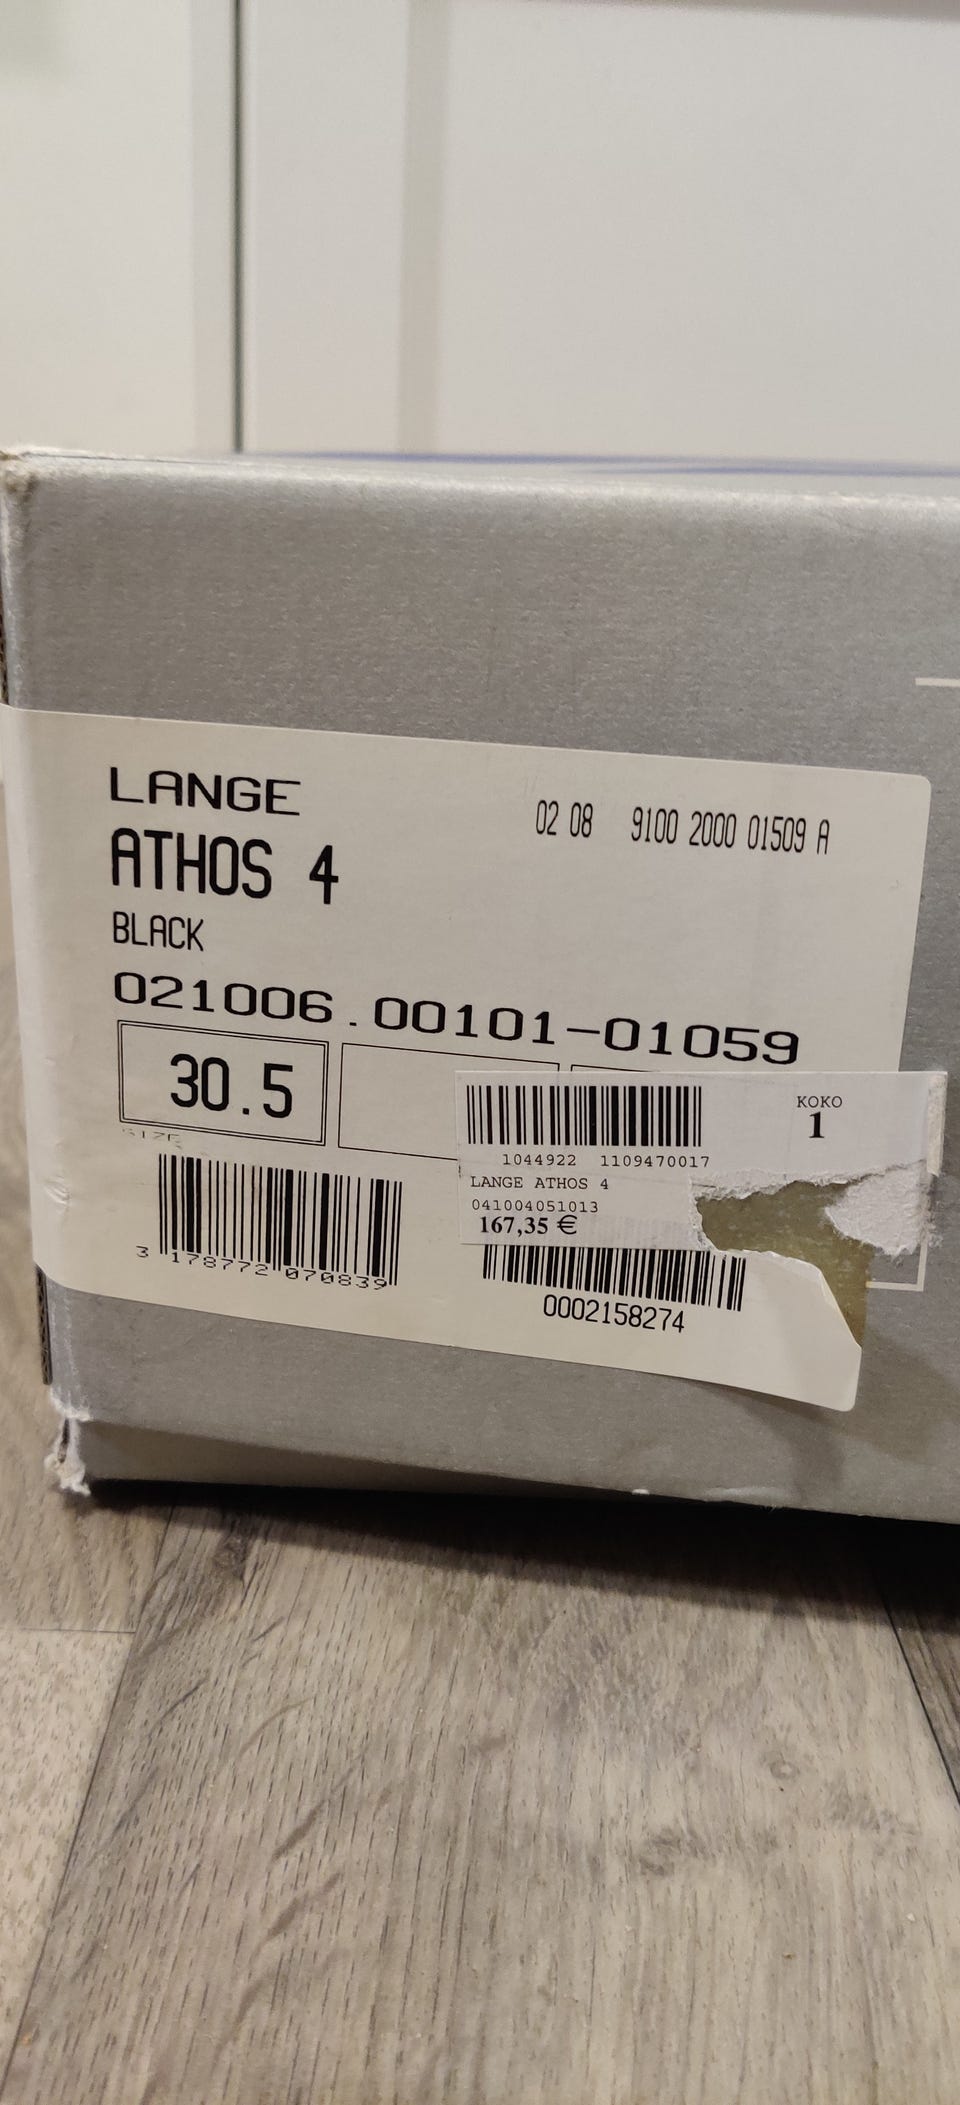 LANGE
02 08 9100 2000 01509 A
ATHOS 4
BLACK
021006.00101-01059
30.5
SIZE
3 178772 070839
KOKO
1
1044922 1109470017
LANGE ATHOS 4
041004051013
167,35 €
0002158274